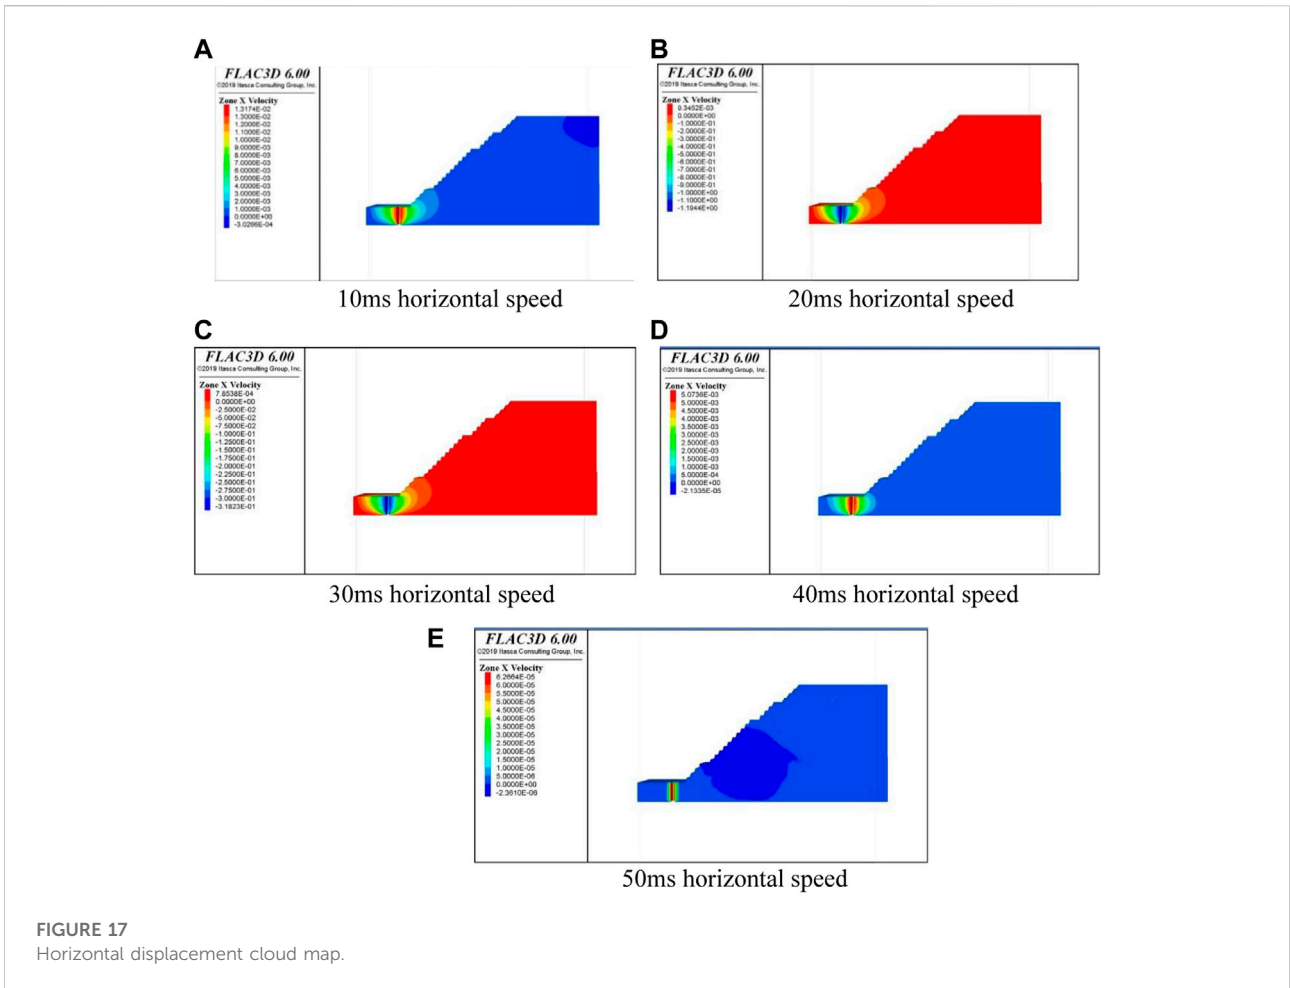 A
FLAC3D 6.00
©2019 Itasca Consulting Group, Inc.
Zone X Velocity
1.3174E-02
1.3000E-02
1.2000E-02
1.1000E-02
1.0000E-02
9.0000E-03
8.0000E-03
7.0000E-03
6.0000E-03
5.0000E-03
4.0000E-03
3.0000E-03
2.0000E-03
1.0000E-03
0.0000E+00
-3.0266E-04
10ms horizontal speed
B
FLAC3D 6.00
©2019 Itasca Consulting Group, Inc.
Zone X Velocity
9.3452E-03
0.0000E+00
-1.0000E-01
-2.0000E-01
-3.0000E-01
-4.0000E-01
-5.0000E-01
-6.0000E-01
-7.0000E-01
-8.0000E-01
-9.0000E-01
-1.0000E+00
-1.1000E+00
-1.1944E+00
20ms horizontal speed
C
FLAC3D 6.00
©2019 Itasca Consulting Group, Inc.
Zone X Velocity
7.8538E-04
0.0000E+00
-2.5000E-02
-5.0000E-02
-7.5000E-02
-1.0000E-01
-1.2500E-01
-1.5000E-01
-1.7500E-01
-2.0000E-01
-2.2500E-01
-2.5000E-01
-2.7500E-01
-3.0000E-01
-3.1823E-01
30ms horizontal speed
D
FLAC3D 6.00
©2019 Itasca Consulting Group, Inc.
Zone X Velocity
5.0736E-03
5.0000E-03
4.5000E-03
4.0000E-03
3.5000E-03
3.0000E-03
2.5000E-03
2.0000E-03
1.5000E-03
1.0000E-03
5.0000E-04
0.0000E+00
-2.1335E-05
40ms horizontal speed
E
FLAC3D 6.00
©2019 Itasca Consulting Group, Inc.
Zone X Velocity
6.2664E-05
6.0000E-05
5.5000E-05
5.0000E-05
4.5000E-05
4.0000E-05
3.5000E-05
3.0000E-05
2.5000E-05
2.0000E-05
1.5000E-05
1.0000E-05
5.0000E-06
0.0000E+00
-2.3610E-06
50ms horizontal speed
FIGURE 17
Horizontal displacement cloud map.